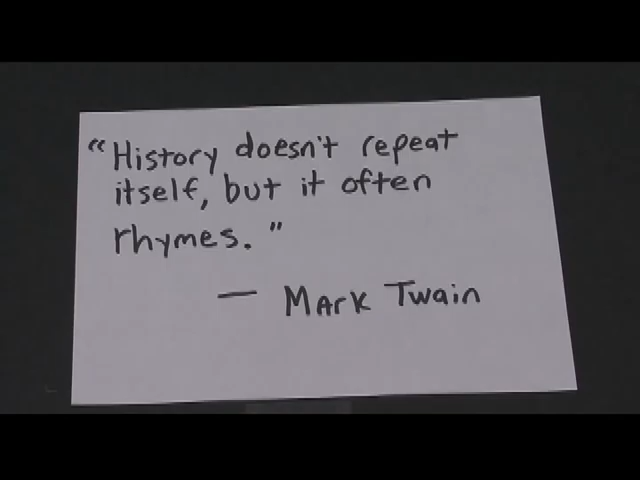 "History doesn't repeat
itself, but it often
rhymes."
— Mark Twain